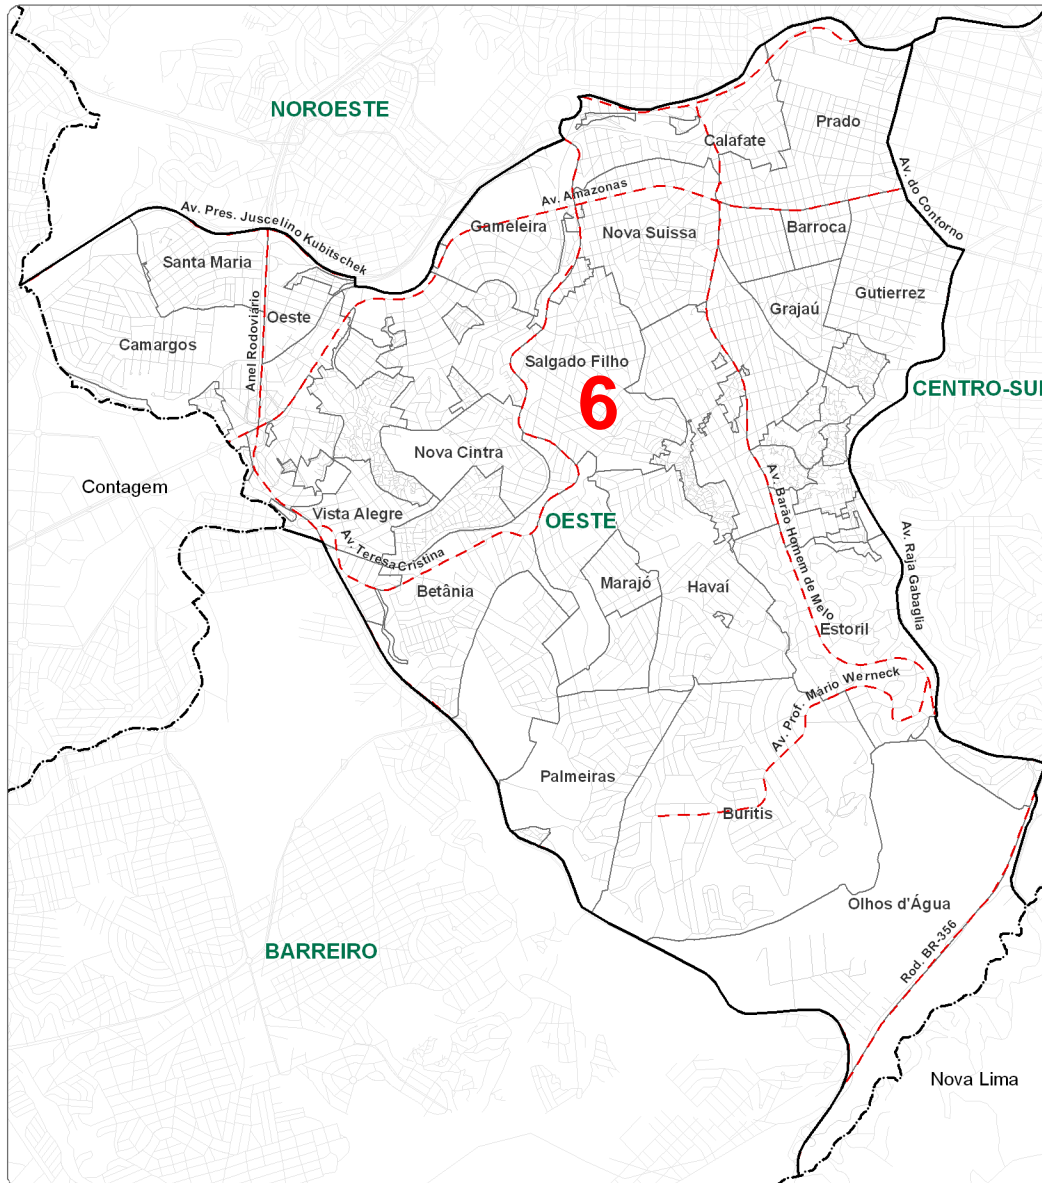 NOROESTE
Prado
Calafate
Av. do Contorno
Av. Amazonas
Av. Pres. Juscelino Kubitschek
Gameleira
Nova Suissa
Barroca
Santa Maria
Gutierrez
Grajaú
Oeste
Camargos
Anel Rodoviário
Salgado Filho
6
CENTRO-SUL
Nova Cintra
Contagem
Vista Alegre
OESTE
Av. Teresa Cristina
Av. Barão Homem de Melo
Av. Raja Gabaglia
Betânia
Marajó
Havaí
Estoril
Av. Prof. Mário Werneck
Palmeiras
Buritis
Olhos d'Água
Rod. BR-356
BARREIRO
Nova Lima